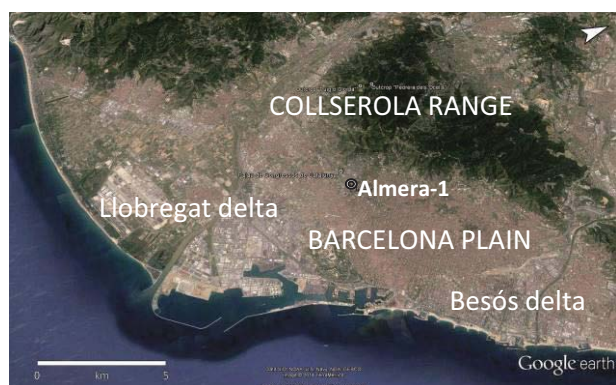 COLLSEROLA RANGE
Almera-1
Llobregat delta
BARCELONA PLAIN
Besós delta
0
km
5
Google earth